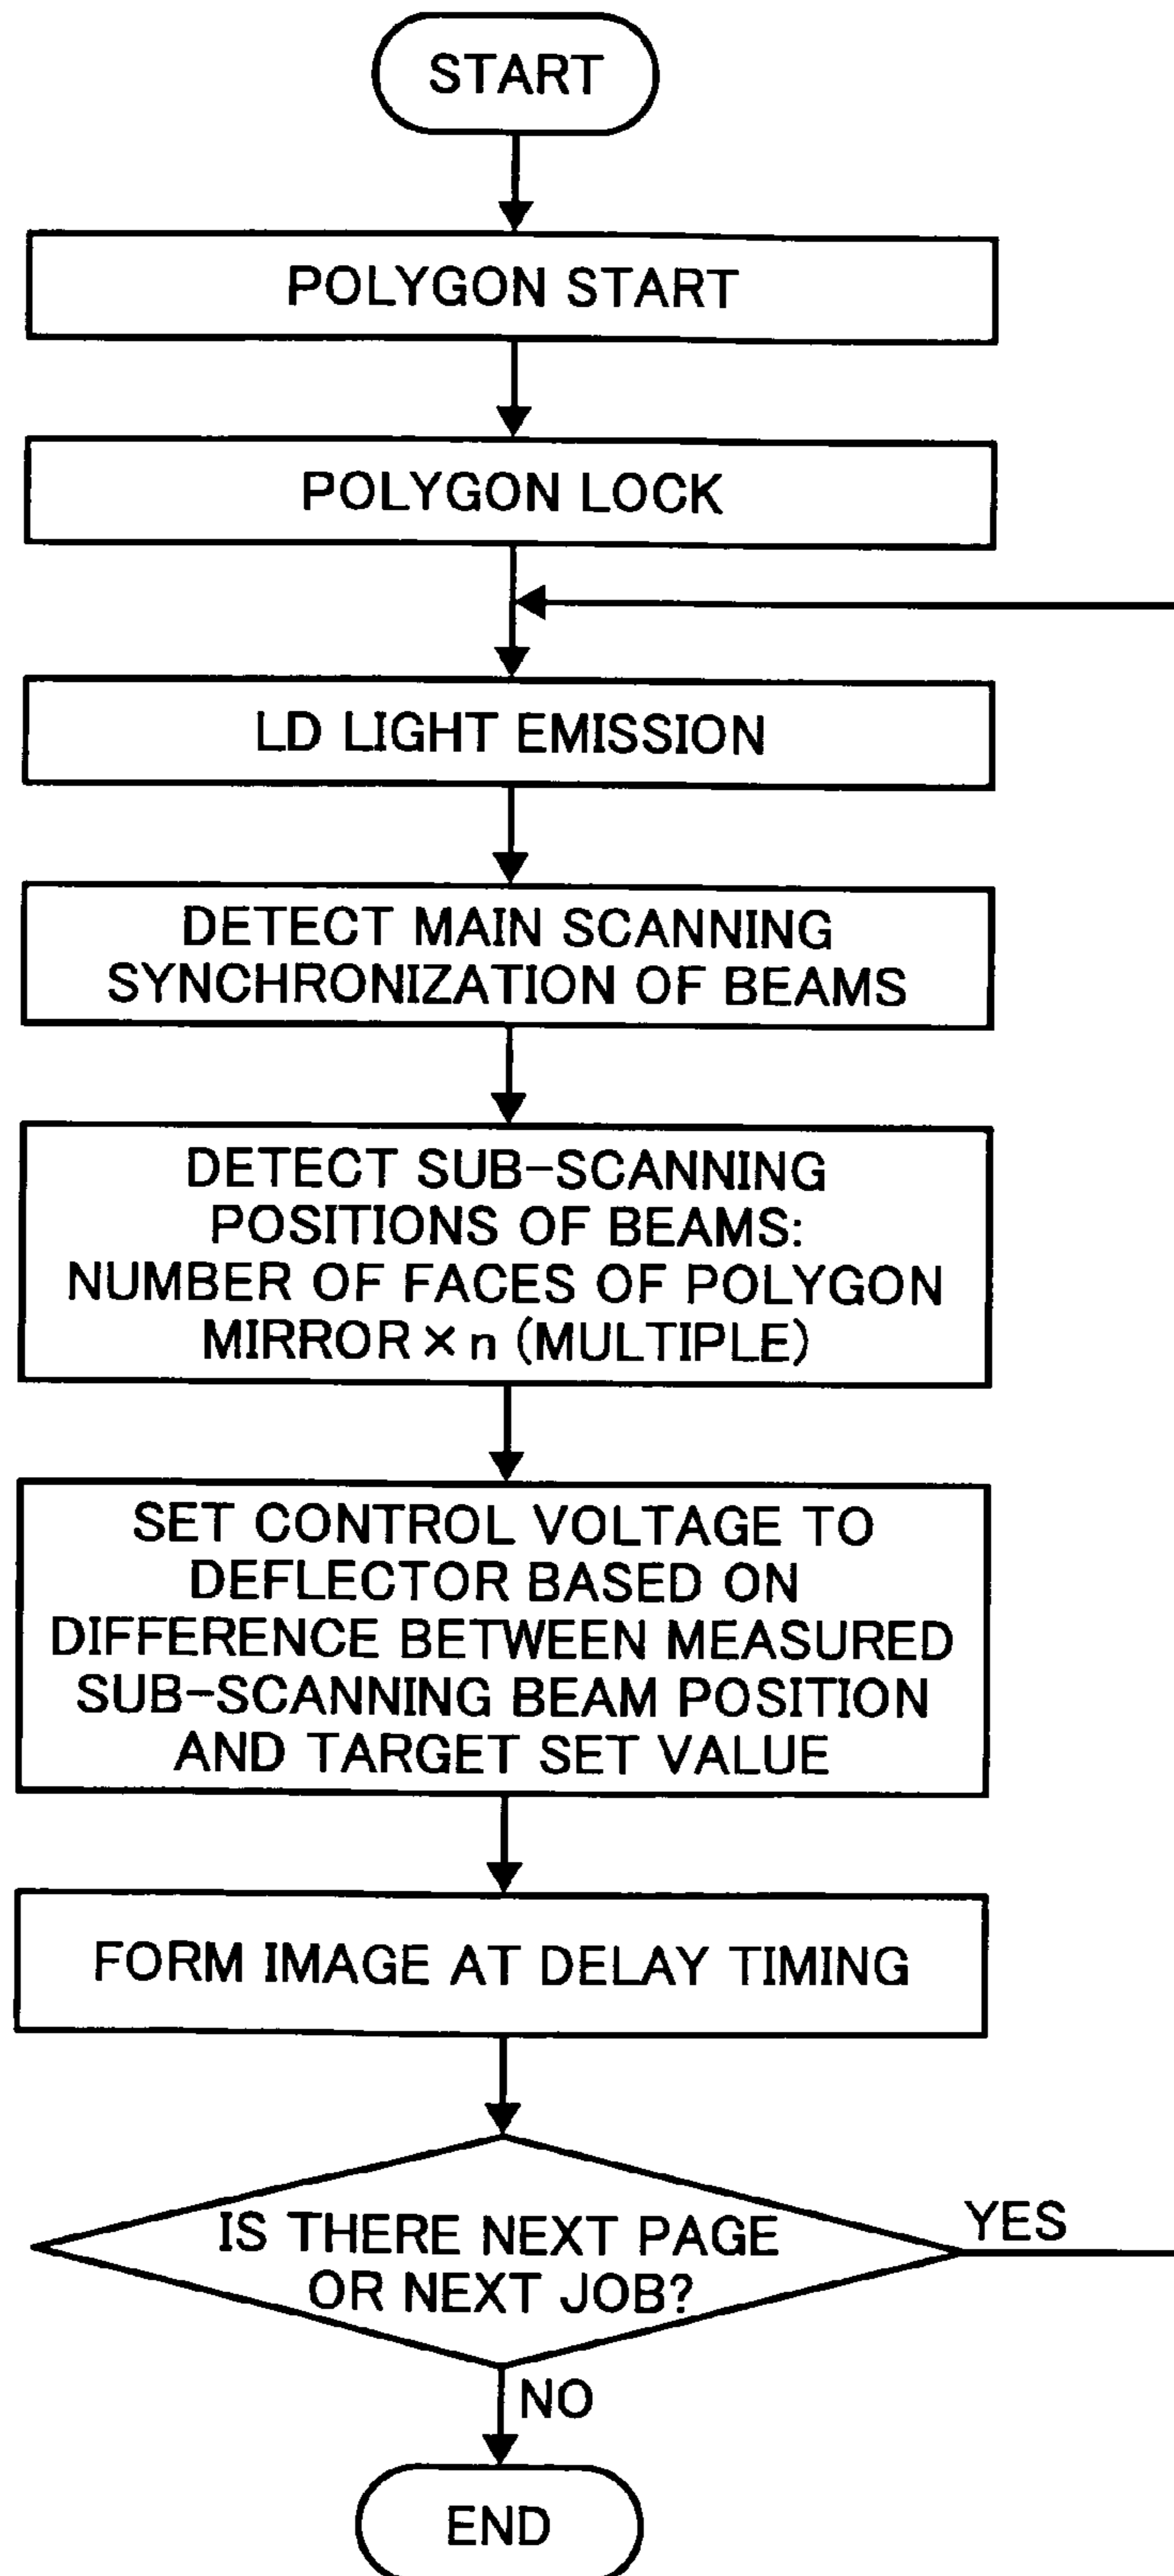 START
POLYGON START
POLYGON LOCK
LD LIGHT EMISSION
DETECT MAIN SCANNING
SYNCHRONIZATION OF BEAMS
DETECT SUB-SCANNING
POSITIONS OF BEAMS:
NUMBER OF FACES OF POLYGON
MIRROR × n (MULTIPLE)
SET CONTROL VOLTAGE TO
DEFLECTOR BASED ON
DIFFERENCE BETWEEN MEASURED
SUB-SCANNING BEAM POSITION
AND TARGET SET VALUE
FORM IMAGE AT DELAY TIMING
IS THERE NEXT PAGE
OR NEXT JOB?
YES
NO
END